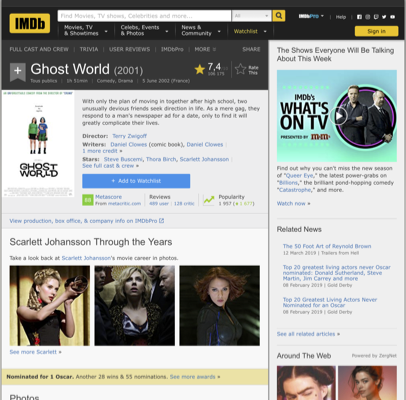 IMDb
Find Movies, TV shows, Celebrities and more...
All
IMDbPro
Help
Movies, TV & Showtimes
Celebs, Events & Photos
News & Community
Watchlist
Sign in
FULL CAST AND CREW | TRIVIA | USER REVIEWS | IMDbPro | MORE
SHARE
Ghost World (2001)
7,4
Rate This
Tous publics | 1h 51min | Comedy, Drama | 5 June 2002 (France)
GHOST WORLD
With only the plan of moving in together after high school, two
unusually devious friends seek direction in life. As a mere gag, they
respond to a man's newspaper ad for a date, only to find it will
greatly complicate their lives.
Director: Terry Zwigoff
Writers: Daniel Clowes (comic book), Daniel Clowes |
1 more credit »
Stars: Steve Buscemi, Thora Birch, Scarlett Johansson |
See full cast & crew »
+ Add to Watchlist
Metascore
From metacritic.com
Reviews
Popularity
View production, box office, & company info on IMDbPro
Scarlett Johansson Through the Years
Take a look back at Scarlett Johansson's movie career in photos.
See more Scarlett »
Nominated for 1 Oscar. Another 28 wins & 55 nominations. See more awards »
Photos
The Shows Everyone Will Be Talking
About This Week
IMDb's
WHAT'S ON TV
PRESENTED BY
Find out why you can't miss the new season
of "Queer Eye," the latest power-grabs on
"Billions," the brilliant pond-hopping comedy
"Catastrophe," and more.
Watch now »
Related News
The 50 Foot Art of Reynold Brown
12 March 2019 | Trailers from Hell
Top 20 greatest living actors never Oscar
nominated: Donald Sutherland, Martin
Sheen, Jim Carrey and more
08 February 2019 | Gold Derby
Top 20 Greatest Living Actors Never
Nominated for an Oscar
08 February 2019 | Gold Derby
See all related articles »
Around The Web
Powered by ZergNet